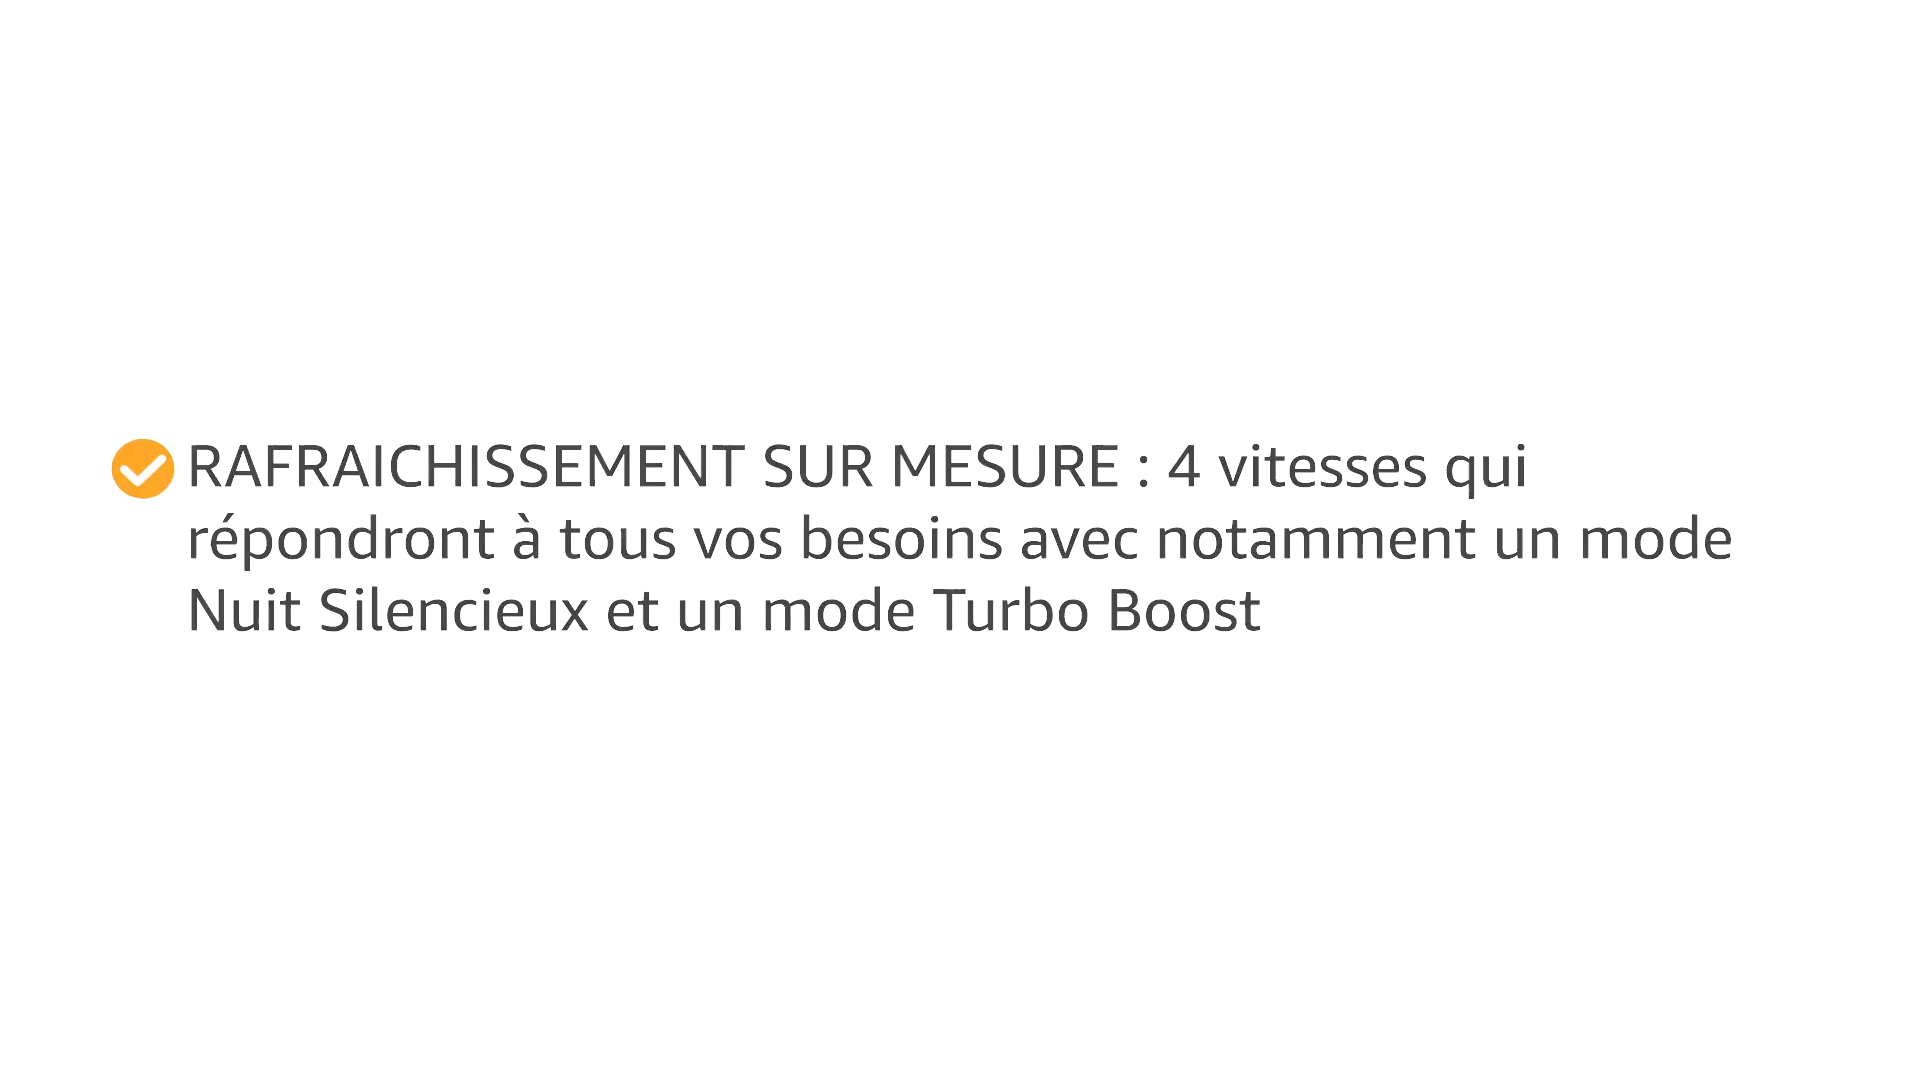 RAFRAICHISSEMENT SUR MESURE : 4 vitesses qui
répondront à tous vos besoins avec notamment un mode
Nuit Silencieux et un mode Turbo Boost